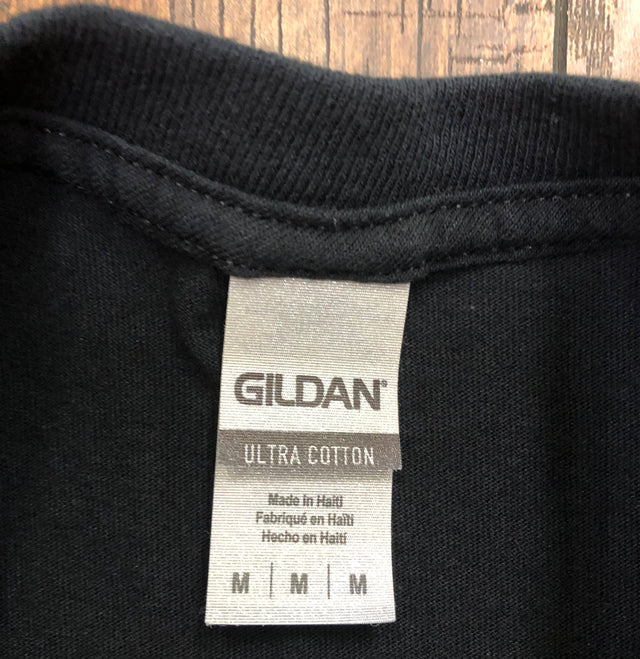 GILDAN®
ULTRA COTTON
Made in Haiti
Fabriqué en Haïti
Hecho en Haití
M | M | M